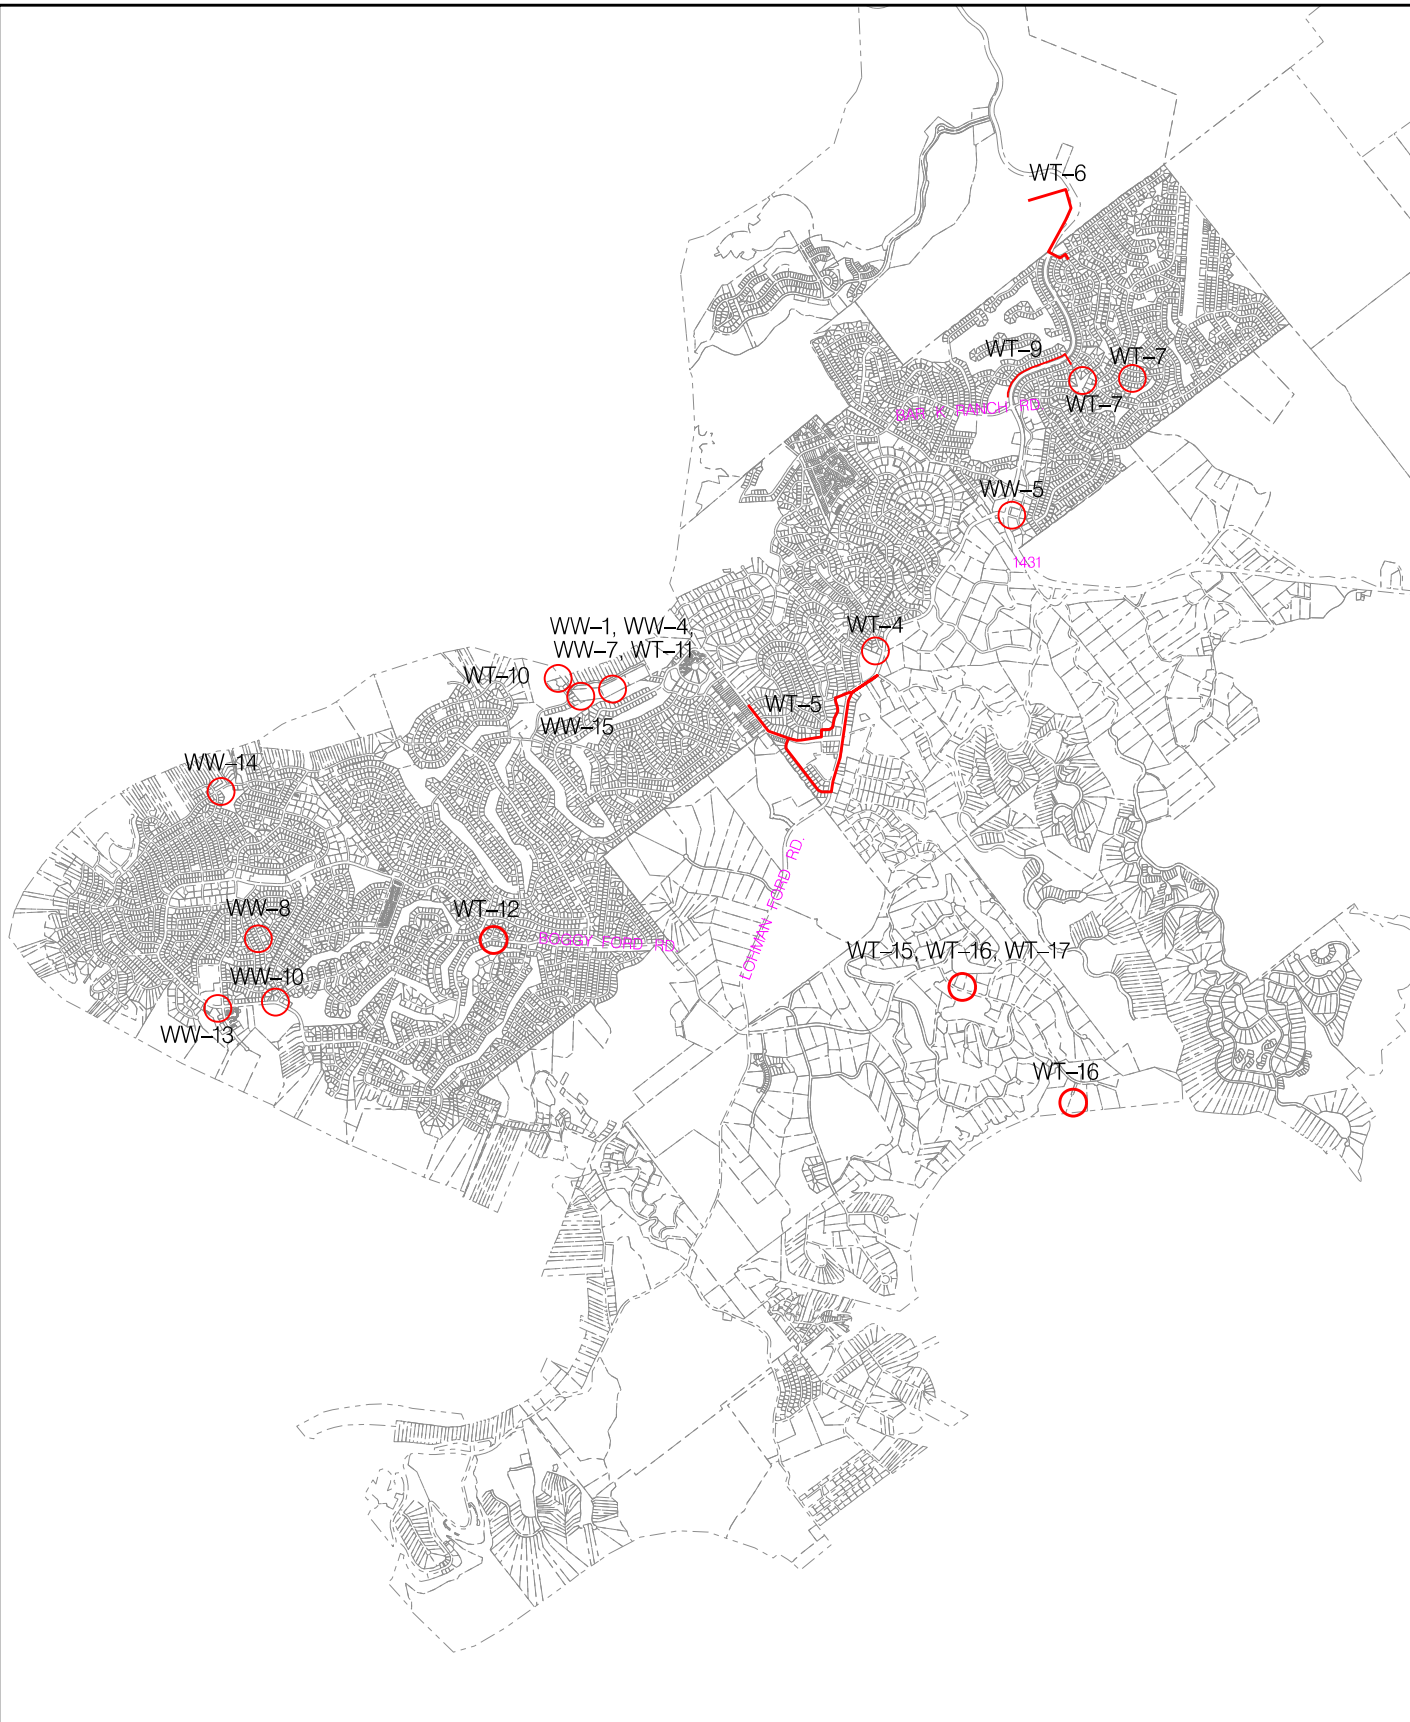 WT–6
WT–9
WT–7
WT–7
BAR K RANCH RD.
WW–5
1431
WW–1, WW–4,
WW–7, WT–11
WT–4
WT–10
WT–5
WW–15
WW–14
LOHMAN FORD RD.
WW–8
WT–12
BOGGY FORD RD.
WT–15, WT–16, WT–17
WW–10
WW–13
WT–16